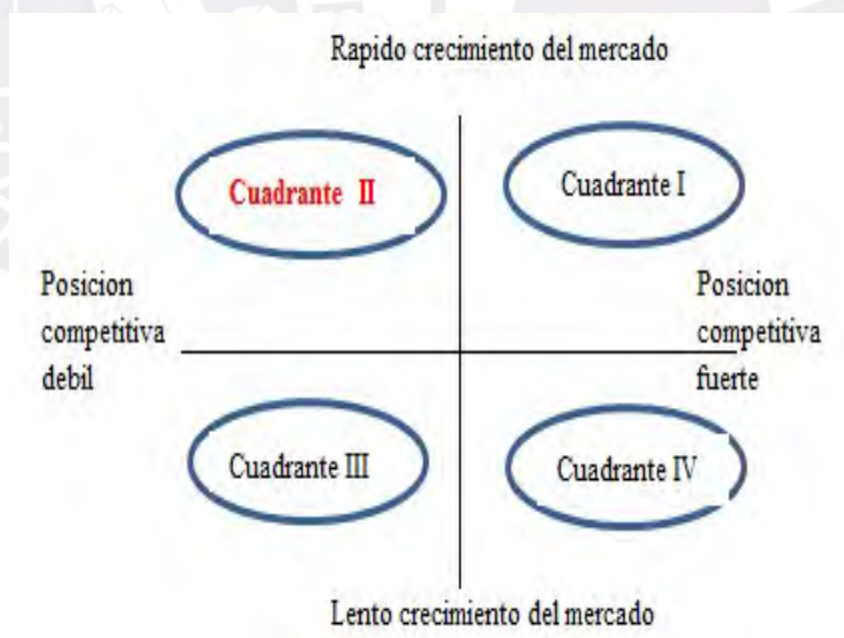 Rapido crecimiento del mercado
Cuadrante II
Cuadrante I
Posicion
competitiva
debil
Posicion
competitiva
fuerte
Cuadrante III
Cuadrante IV
Lento crecimiento del mercado